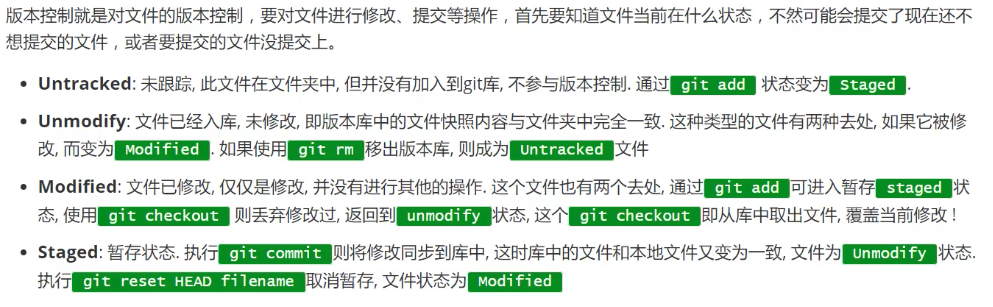 版本控制就是对文件的版本控制，要对文件进行修改、提交等操作，首先要知道文件当前在什么状态，不然可能会提交了现在还不
想提交的文件，或者要提交的文件没提交上。
• Untracked: 未跟踪, 此文件在文件夹中, 但并没有加入到git库, 不参与版本控制. 通过 git add 状态变为 Staged .
• Unmodify: 文件已经入库, 未修改, 即版本库中的文件快照内容与文件夹中完全一致. 这种类型的文件有两种去处, 如果它被修
改, 而变为 Modified . 如果使用 git rm 移出版本库, 则成为 Untracked 文件
• Modified: 文件已修改, 仅仅是修改, 并没有进行其他的操作. 这个文件也有两个去处, 通过 git add 可进入暂存 staged 状
态, 使用 git checkout 则丢弃修改过, 返回到 unmodify 状态, 这个 git checkout 即从库中取出文件, 覆盖当前修改 !
• Staged: 暂存状态. 执行 git commit 则将修改同步到库中, 这时库中的文件和本地文件又变为一致, 文件为 Unmodify 状态.
执行 git reset HEAD filename 取消暂存, 文件状态为 Modified